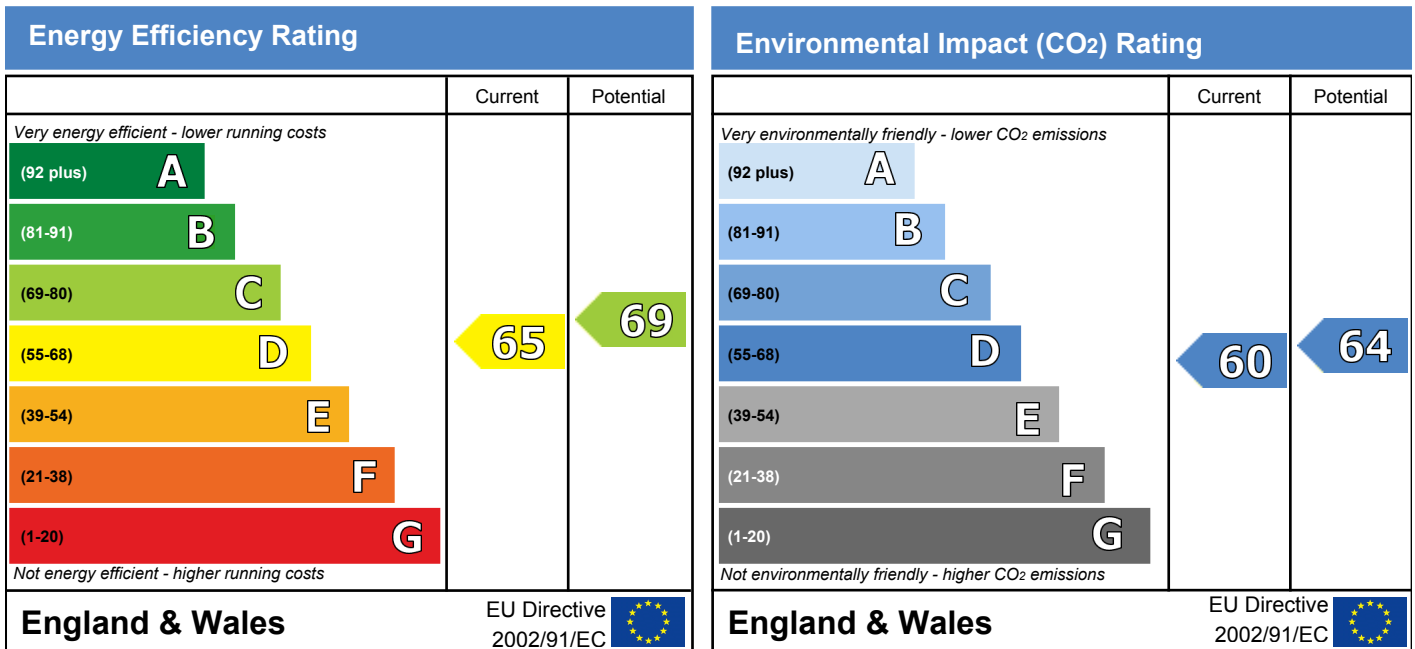 Energy Efficiency Rating
Current Potential
Very energy efficient - lower running costs
(92 plus) A
(81-91) B
(69-80) C
(55-68) D
(39-54) E
(21-38) F
(1-20) G
65
69
Not energy efficient - higher running costs
England & Wales
EU Directive
2002/91/EC
Environmental Impact (CO2) Rating
Current Potential
Very environmentally friendly - lower CO2 emissions
(92 plus) A
(81-91) B
(69-80) C
(55-68) D
(39-54) E
(21-38) F
(1-20) G
60
64
Not environmentally friendly - higher CO2 emissions
England & Wales
EU Directive
2002/91/EC